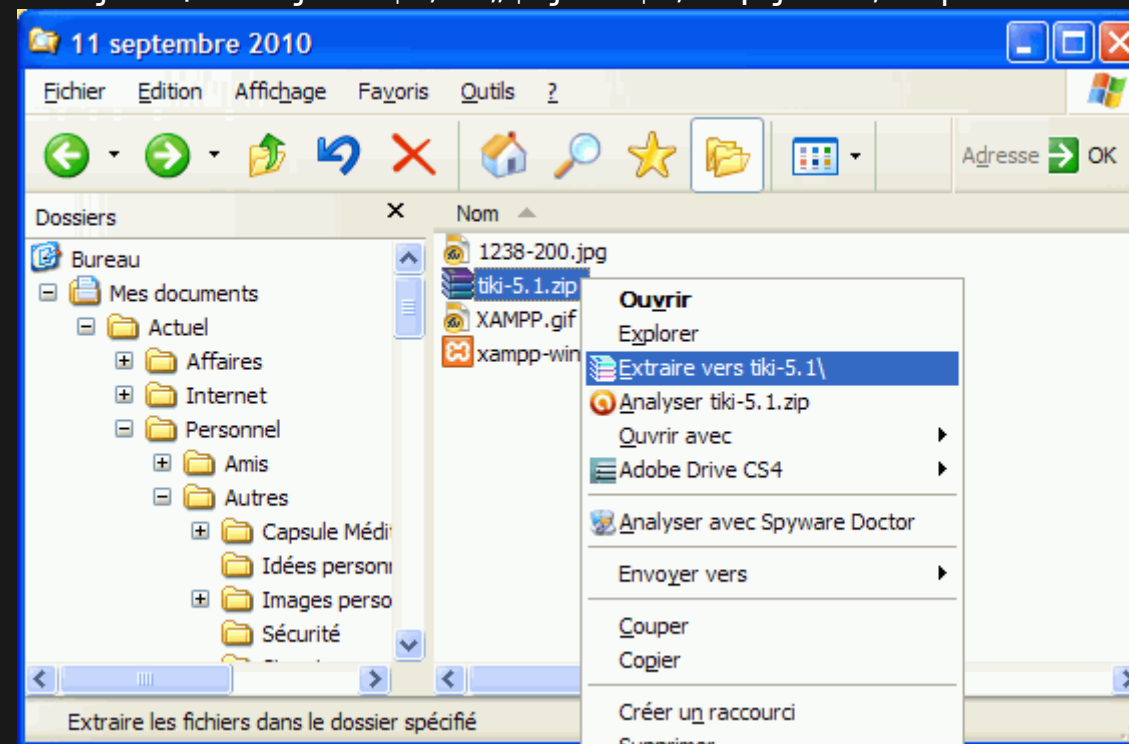 11 septembre 2010
Fichier Edition Affichage Favoris Outils ?
Adresse OK
Dossiers
Bureau
Mes documents
Actuel
Affaires
Internet
Personnel
Amis
Autres
Capsule
Idées
Images
Sécurité
Nom
1238-200.jpg
tiki-5.1.zip
XAMPP.gif
xampp-win
Ouvrir
Explorer
Extraire vers tiki-5.1\
Analyser tiki-5.1.zip
Ouvrir avec
Adobe Drive CS4
Analyser avec Spyware Doctor
Envoyer vers
Couper
Copier
Créer un raccourci
Extraire les fichiers dans le dossier spécifié